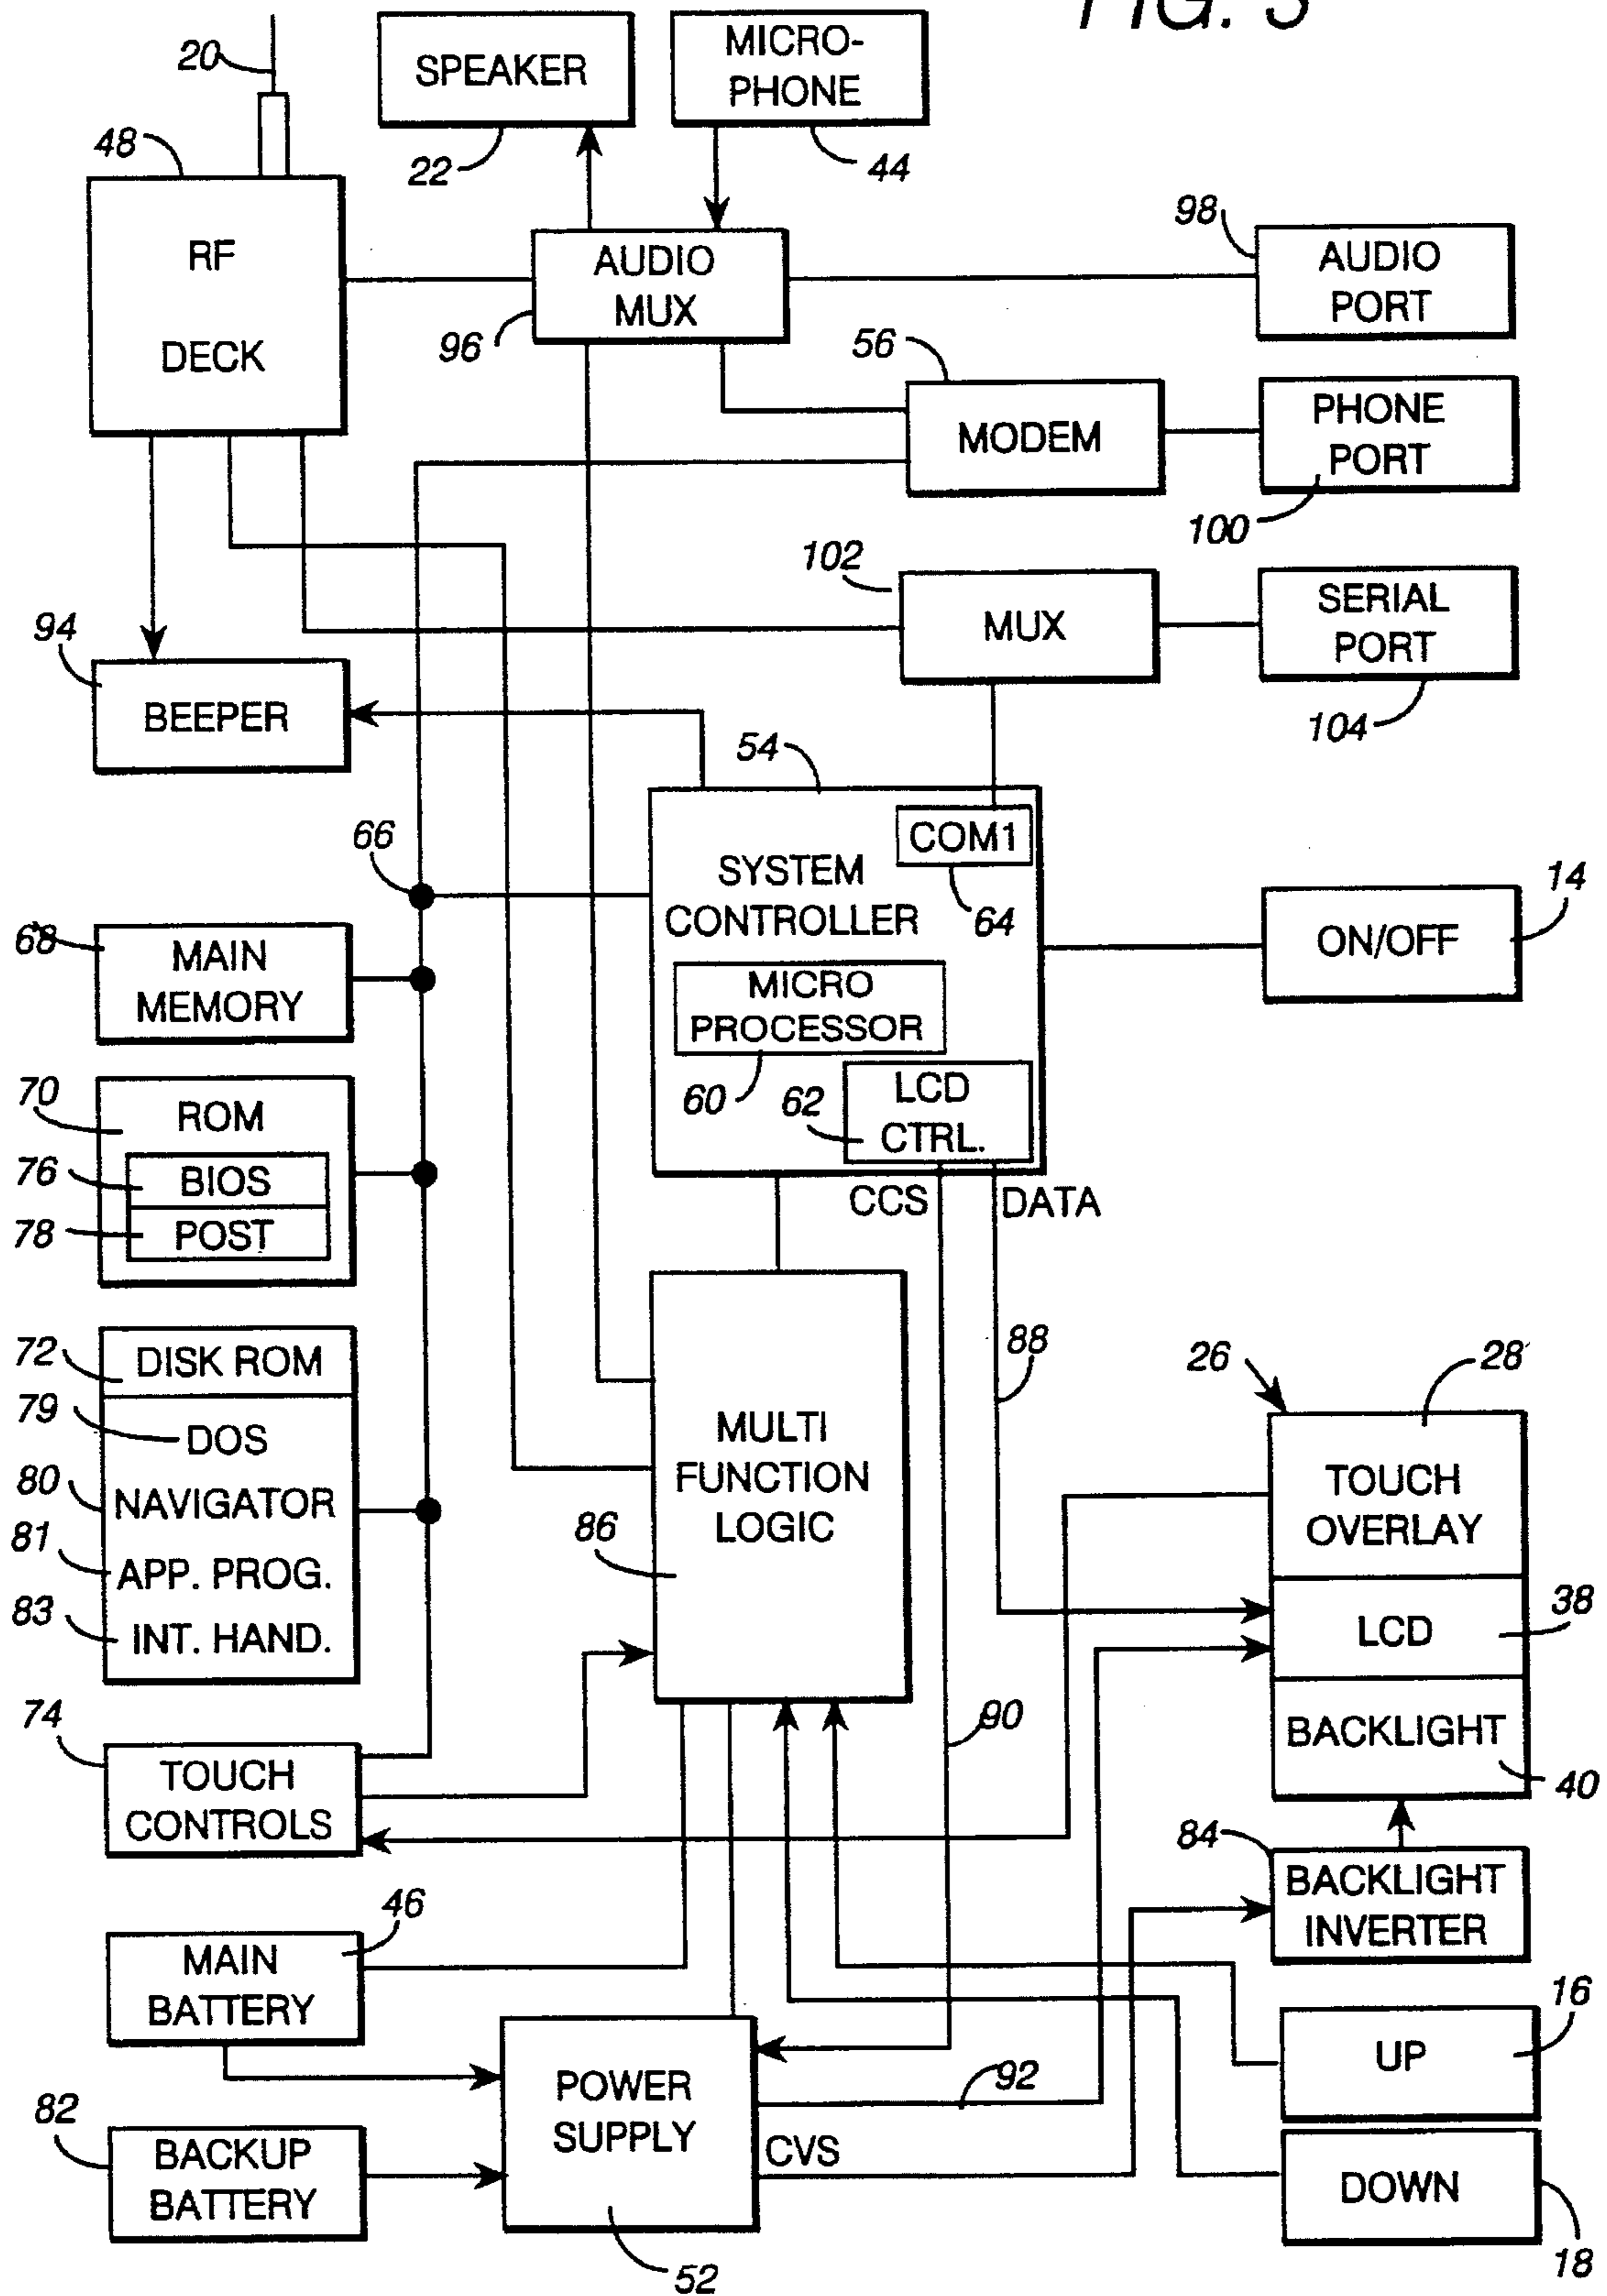 FIG. 3
20
SPEAKER
22
MICRO-
PHONE
44
48
RF
DECK
AUDIO
MUX
96
98
AUDIO
PORT
56
MODEM
PHONE
PORT
100
102
MUX
SERIAL
PORT
104
94
BEEPER
54
SYSTEM
CONTROLLER
COM1
64
66
MICRO
PROCESSOR
60
62
LCD
CTRL.
CCS
DATA
ON/OFF
14
68
MAIN
MEMORY
70
ROM
76
BIOS
78
POST
72
DISK ROM
79
DOS
80
NAVIGATOR
81
APP. PROG.
83
INT. HAND.
74
TOUCH
CONTROLS
MULTI
FUNCTION
LOGIC
86
88
90
26
28
TOUCH
OVERLAY
LCD
38
BACKLIGHT
40
84
BACKLIGHT
INVERTER
46
MAIN
BATTERY
82
BACKUP
BATTERY
POWER
SUPPLY
52
92
CVS
UP
16
DOWN
18